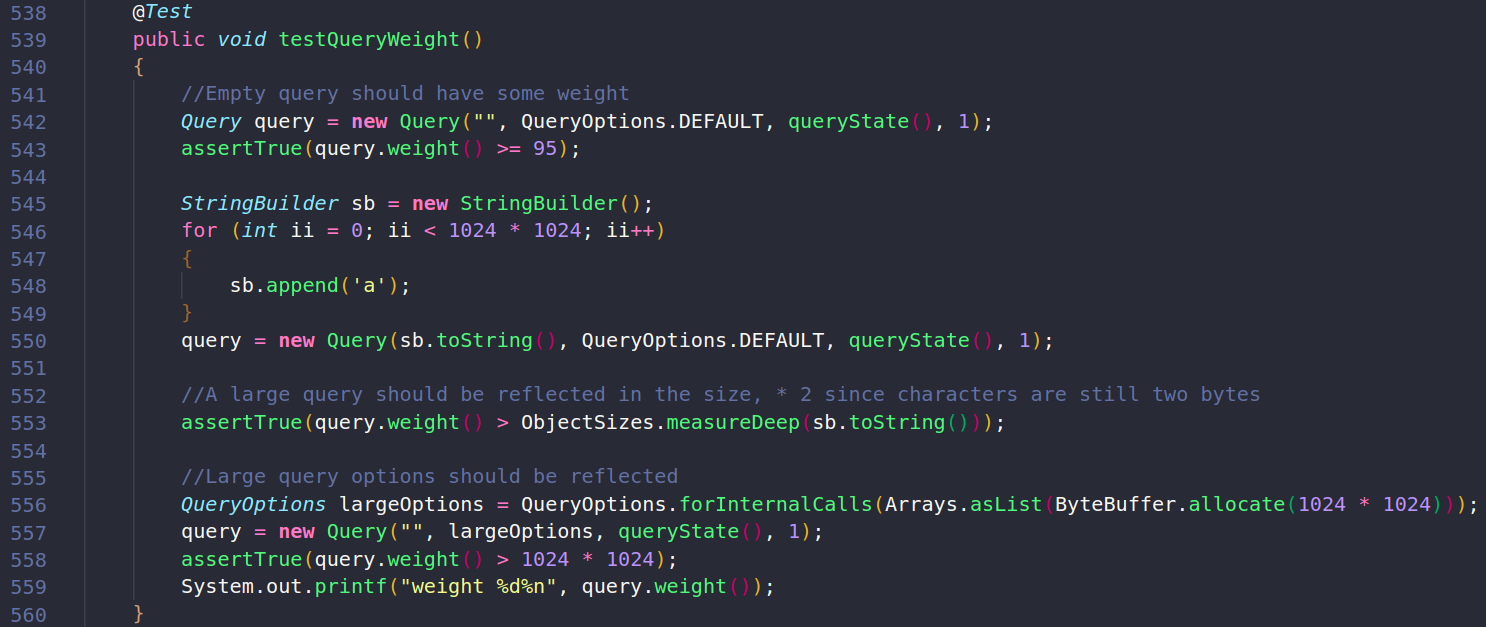 538 @Test
539 public void testQueryWeight()
540 {
541 //Empty query should have some weight
542 Query query = new Query("", QueryOptions.DEFAULT, queryState(), 1);
543 assertTrue(query.weight() >= 95);
544
545 StringBuilder sb = new StringBuilder();
546 for (int ii = 0; ii < 1024 * 1024; ii++)
547 {
548 sb.append('a');
549 }
550 query = new Query(sb.toString(), QueryOptions.DEFAULT, queryState(), 1);
551
552 //A large query should be reflected in the size, * 2 since characters are still two bytes
553 assertTrue(query.weight() > ObjectSizes.measureDeep(sb.toString()));
554
555 //Large query options should be reflected
556 QueryOptions largeOptions = QueryOptions.forInternalCalls(Arrays.asList(ByteBuffer.allocate(1024 * 1024)));
557 query = new Query("", largeOptions, queryState(), 1);
558 assertTrue(query.weight() > 1024 * 1024);
559 System.out.printf("weight %d%n", query.weight());
560 }